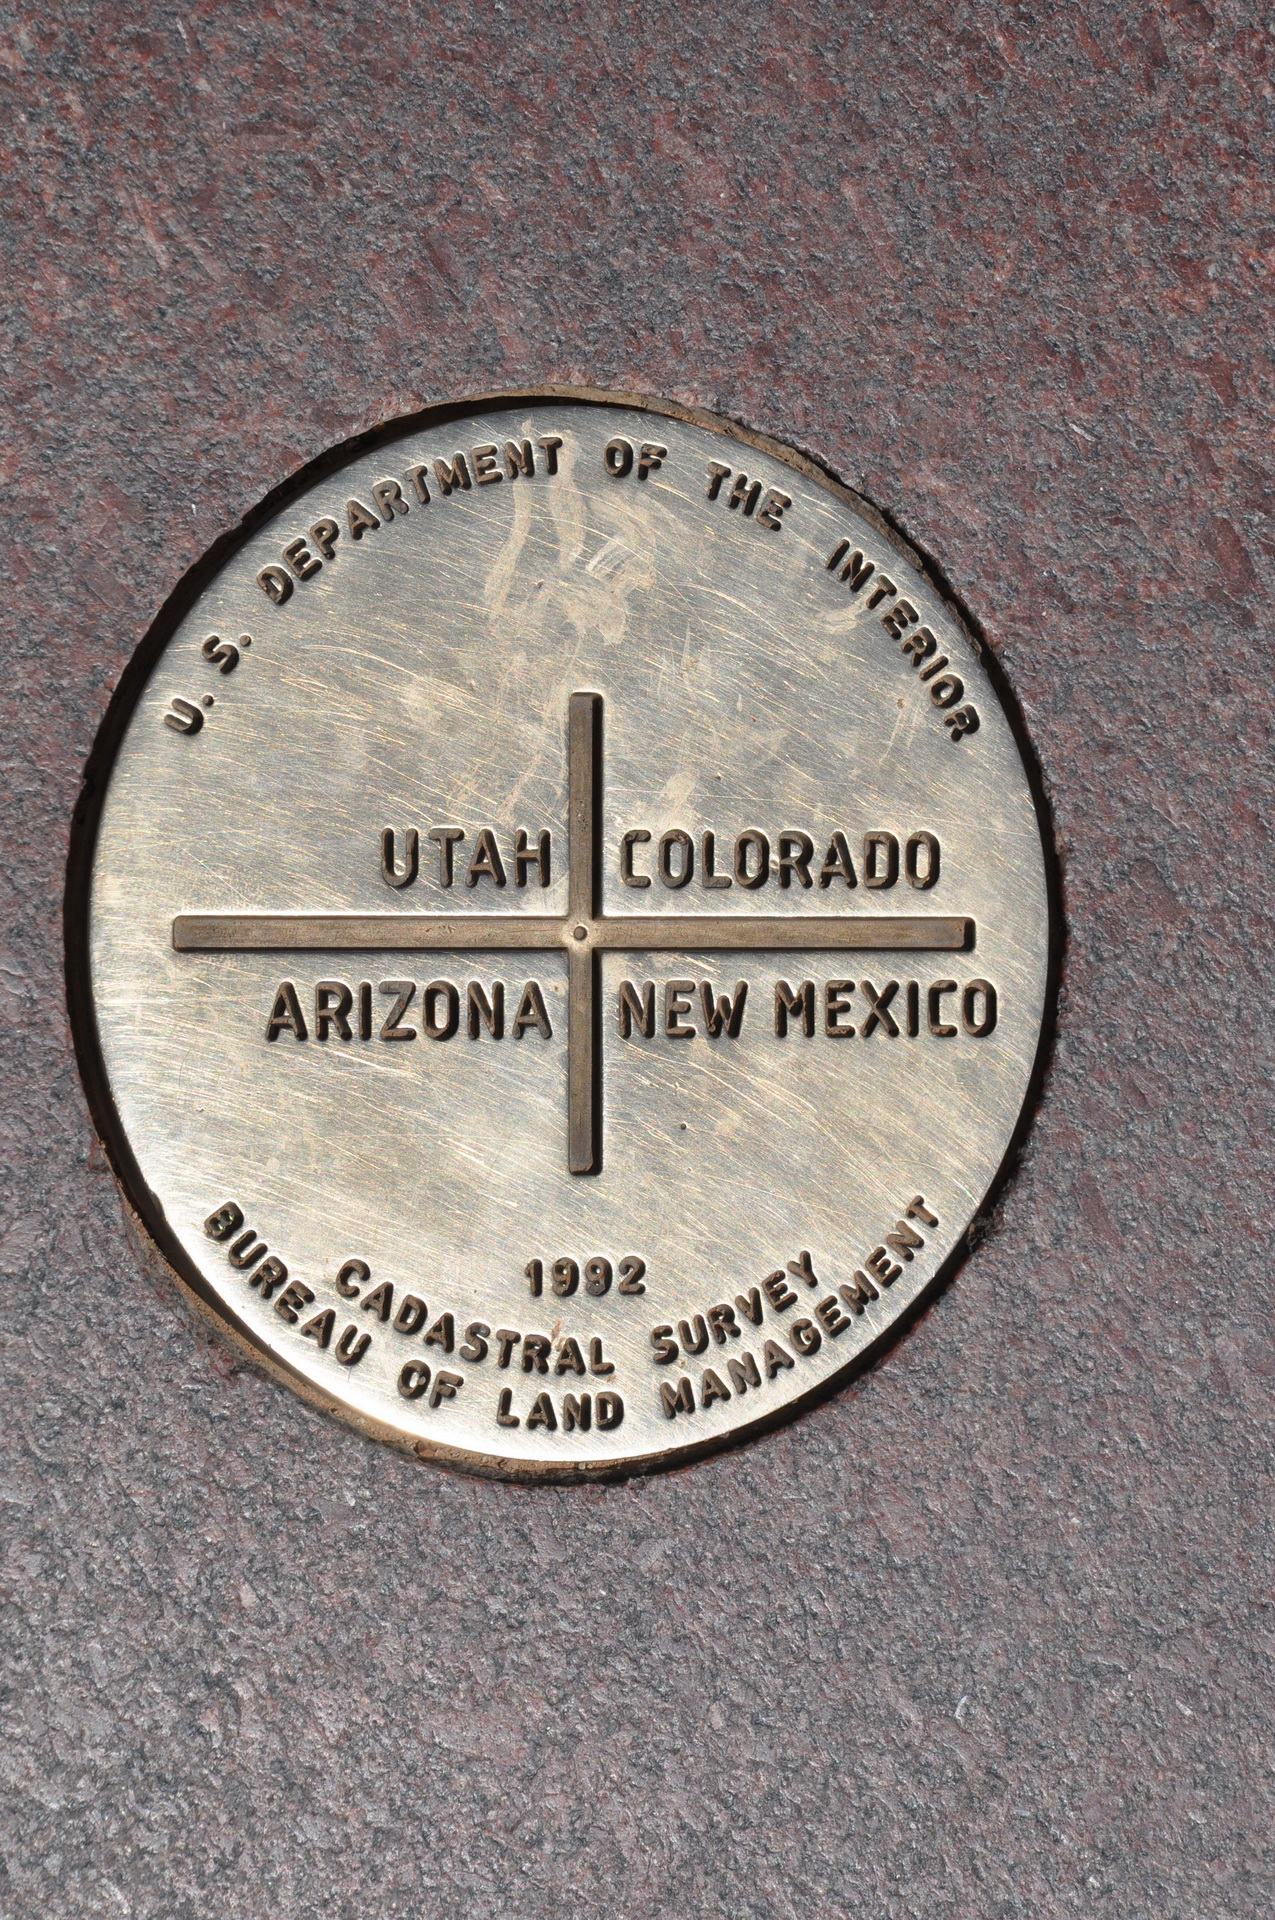 U.S. DEPARTMENT OF THE INTERIOR
UTAH COLORADO
ARIZONA NEW MEXICO
1992
CADASTRAL SURVEY
BUREAU OF LAND MANAGEMENT